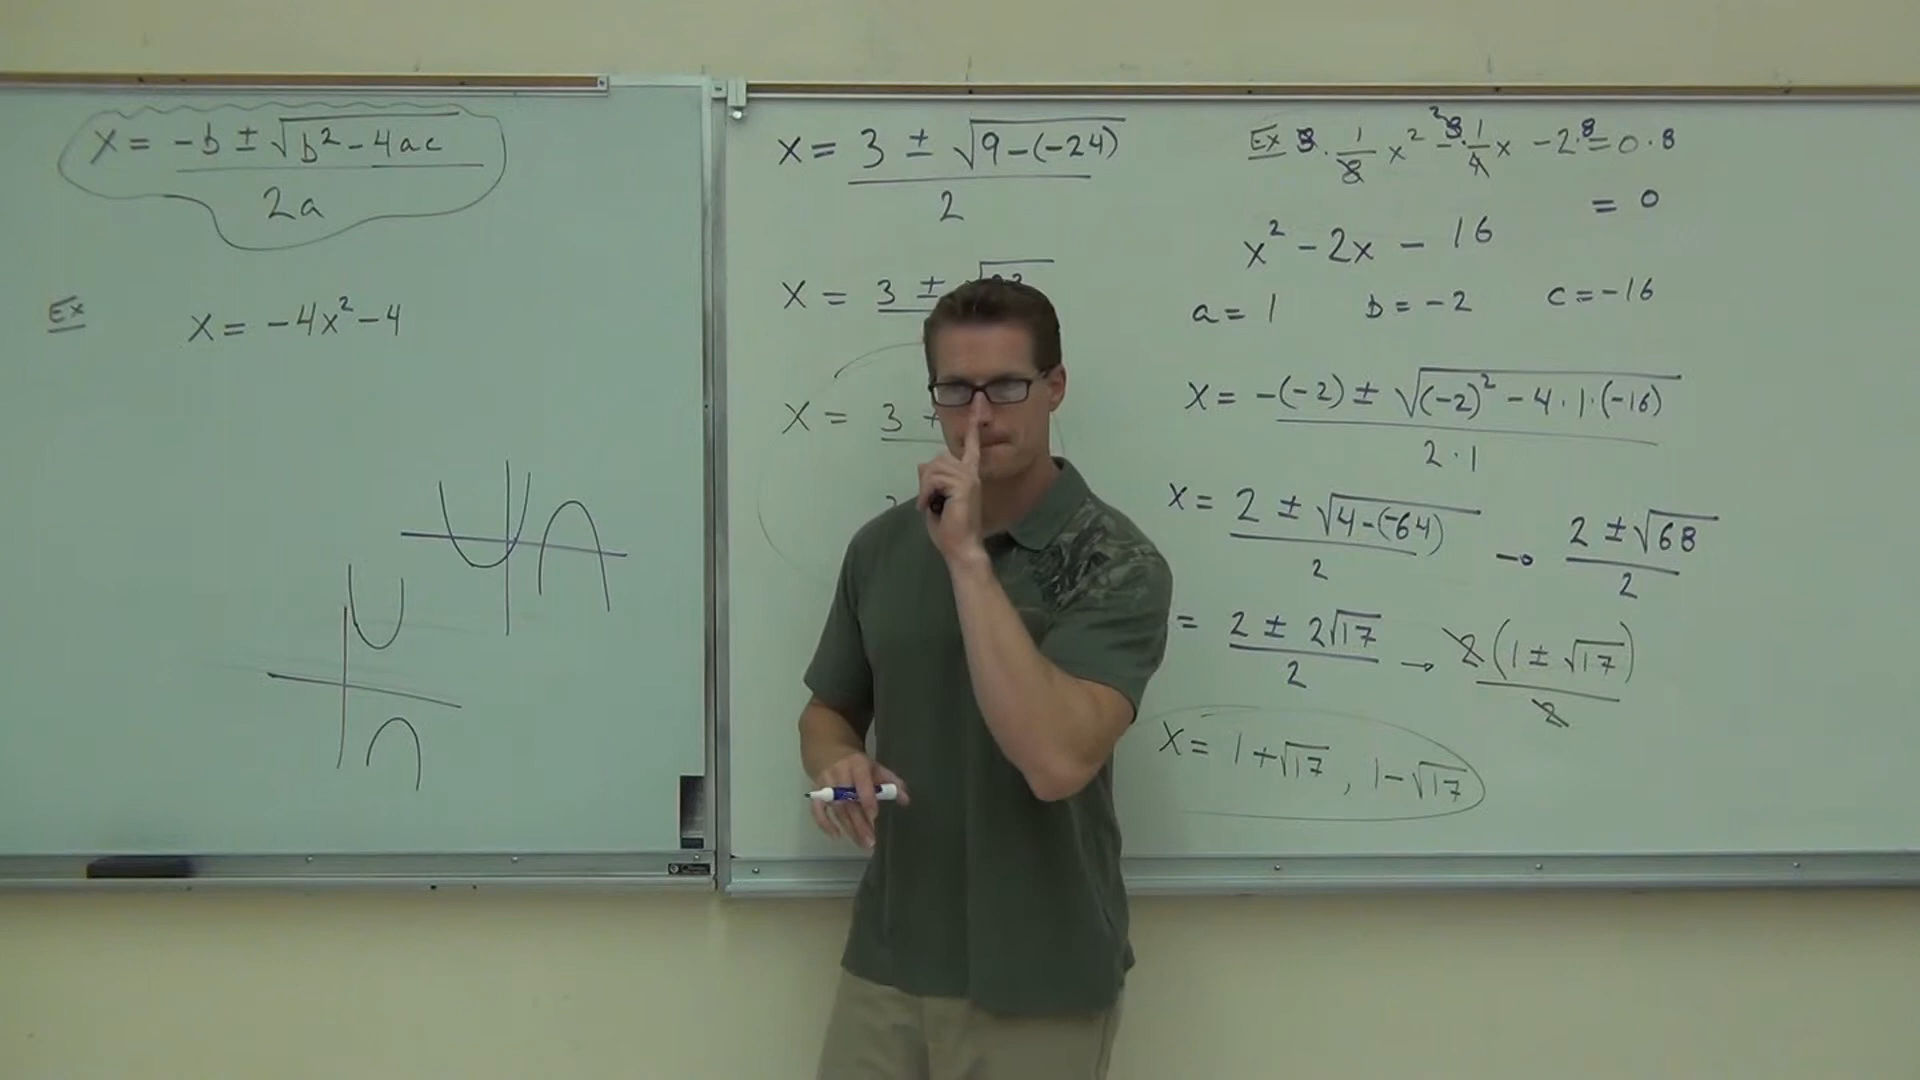 x = -b ± √(b² - 4ac)
2a
Ex x = -4x² - 4
x = 3 ± √(9 - (-24))
2
x = 3 ±
x = 3
Ex 8 · 1/8 x² - 8 · 1/4 x - 2 · 8 = 0 · 8
x² - 2x - 16 = 0
a = 1 b = -2 c = -16
x = -(-2) ± √((-2)² - 4 · 1 · (-16))
2 · 1
x = 2 ± √(4 - (-64)) → 2 ± √68
2 2
= 2 ± 2√17 → 2(1 ± √17)
2 2
x = 1 + √17 , 1 - √17